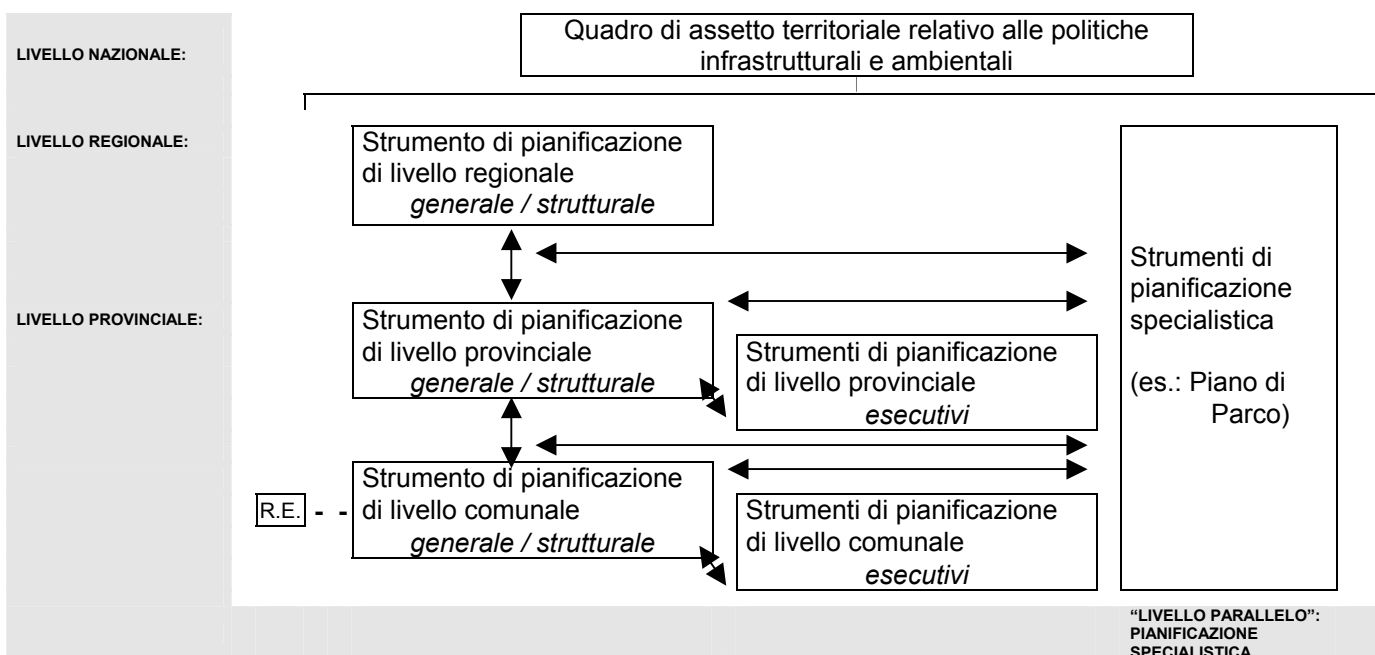 Quadro di assetto territoriale relativo alle politiche
infrastrutturali e ambientali
LIVELLO NAZIONALE:
LIVELLO REGIONALE:
Strumento di pianificazione
di livello regionale
generale / strutturale
LIVELLO PROVINCIALE:
Strumento di pianificazione
di livello provinciale
generale / strutturale
Strumenti di pianificazione
di livello provinciale
esecutivi
Strumenti di
pianificazione
specialistica
(es.: Piano di
Parco)
R.E. - -
Strumento di pianificazione
di livello comunale
generale / strutturale
Strumenti di pianificazione
di livello comunale
esecutivi
“LIVELLO PARALLELO”:
PIANIFICAZIONE
SPECIALISTICA